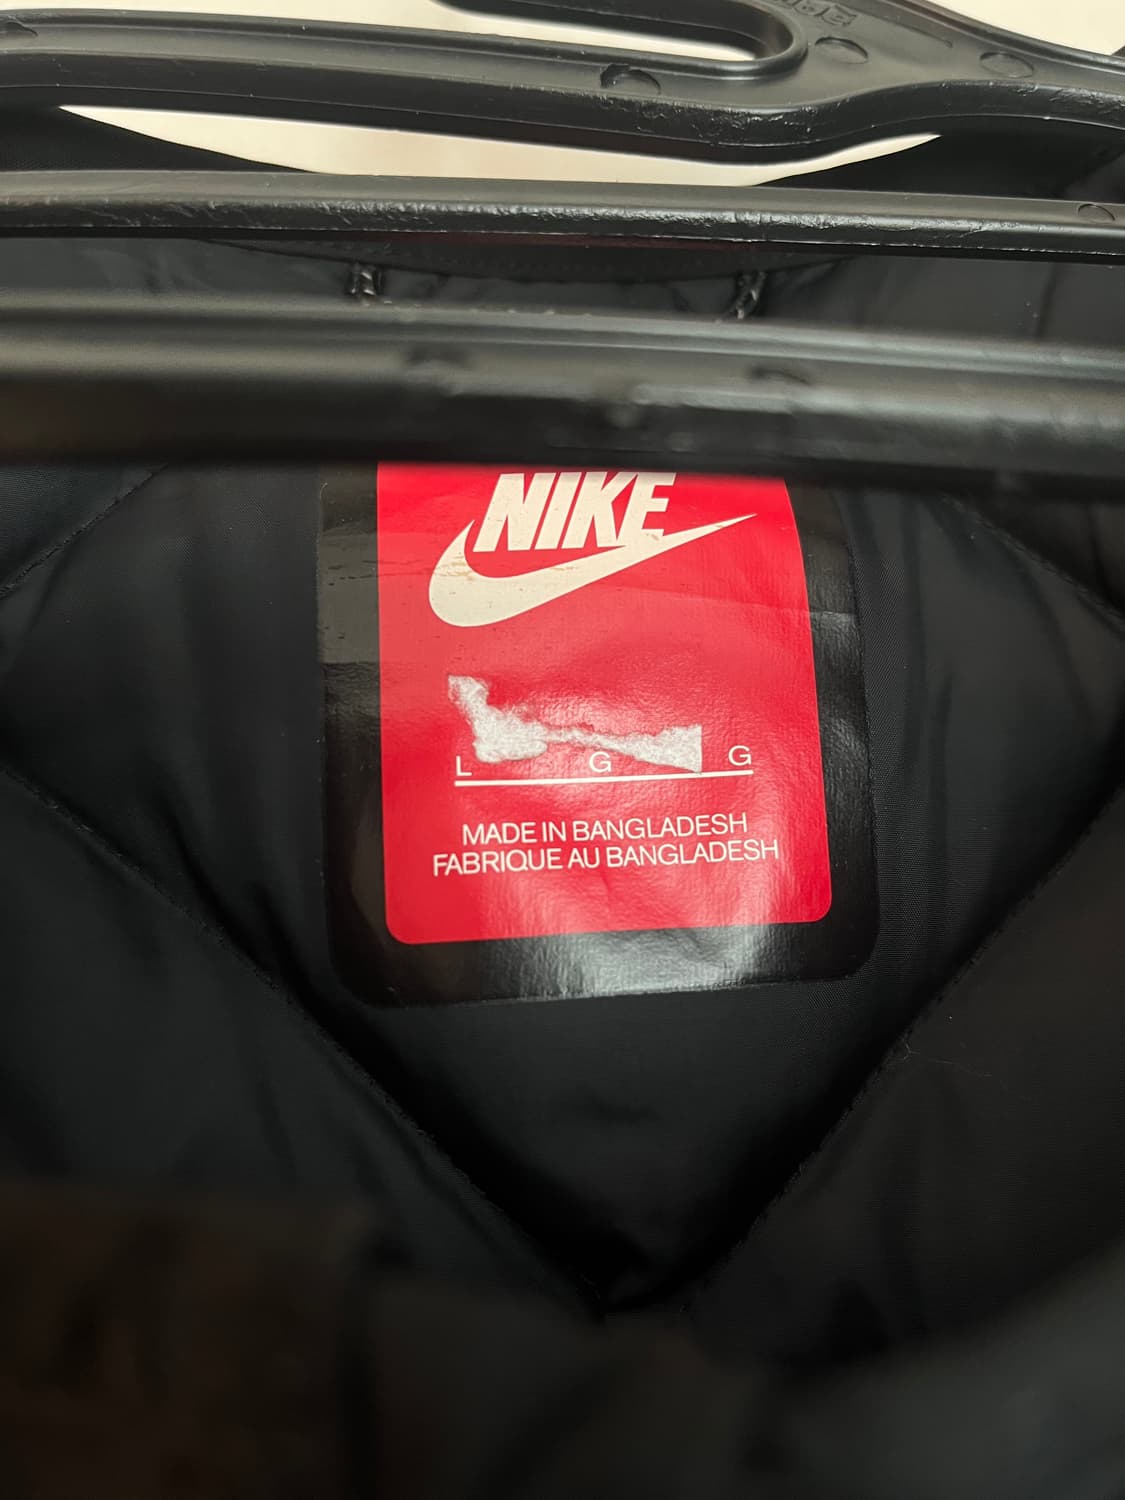 NIKE
L G G
MADE IN BANGLADESH
FABRIQUE AU BANGLADESH